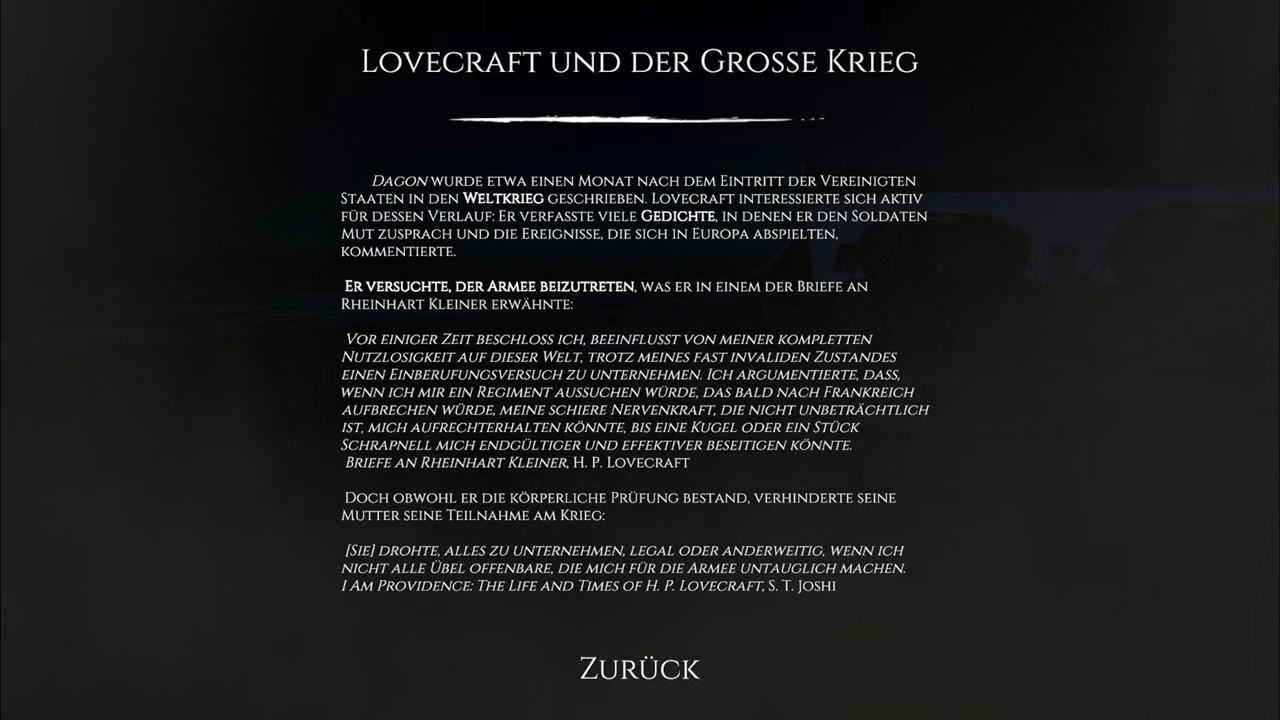 Lovecraft und der Grosse Krieg
Dagon wurde etwa einen Monat nach dem Eintritt der Vereinigten
Staaten in den Weltkrieg geschrieben. Lovecraft interessierte sich aktiv
für dessen Verlauf: Er verfasste viele Gedichte, in denen er den Soldaten
Mut zusprach und die Ereignisse, die sich in Europa abspielten,
kommentierte.
Er versuchte, der Armee beizutreten, was er in einem der Briefe an
Rheinhart Kleiner erwähnte:
Vor einiger Zeit beschloss ich, beeinflusst von meiner kompletten
Nutzlosigkeit auf dieser Welt, trotz meines fast invaliden Zustandes
einen Einberufungsversuch zu unternehmen. Ich argumentierte, dass,
wenn ich mir ein Regiment aussuchen würde, das bald nach Frankreich
aufbrechen würde, meine schiere Nervenkraft, die nicht unbeträchtlich
ist, mich aufrechterhalten könnte, bis eine Kugel oder ein Stück
Schrapnell mich endgültiger und effektiver beseitigen könnte.
Briefe an Rheinhart Kleiner, H. P. Lovecraft
Doch obwohl er die körperliche Prüfung bestand, verhinderte seine
Mutter seine Teilnahme am Krieg:
[Sie] drohte, alles zu unternehmen, legal oder anderweitig, wenn ich
nicht alle Übel offenbare, die mich für die Armee untauglich machen.
I Am Providence: The Life and Times of H. P. Lovecraft, S. T. Joshi
Zurück